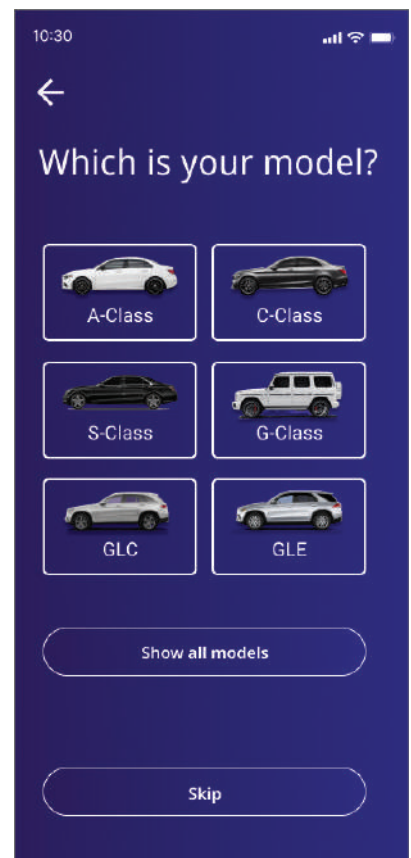 10:30
Which is your model?
A-Class
C-Class
S-Class
G-Class
GLC
GLE
Show all models
Skip